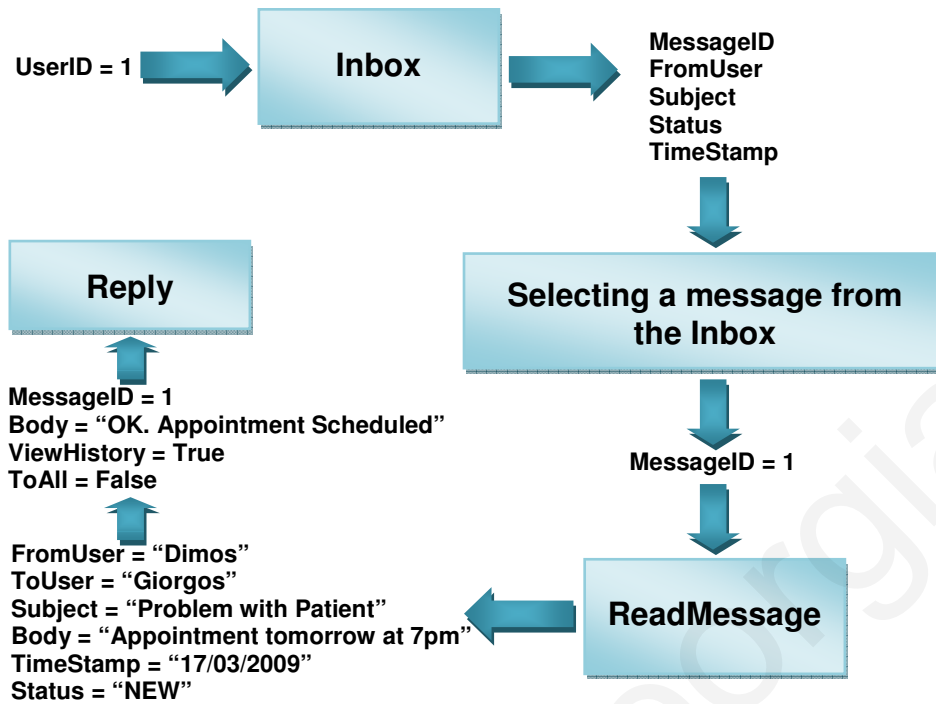 UserID = 1
Inbox
MessageID
FromUser
Subject
Status
TimeStamp
Selecting a message from
the Inbox
MessageID = 1
ReadMessage
FromUser = “Dimos”
ToUser = “Giorgos”
Subject = “Problem with Patient”
Body = “Appointment tomorrow at 7pm”
TimeStamp = “17/03/2009”
Status = “NEW”
MessageID = 1
Body = “OK. Appointment Scheduled”
ViewHistory = True
ToAll = False
Reply